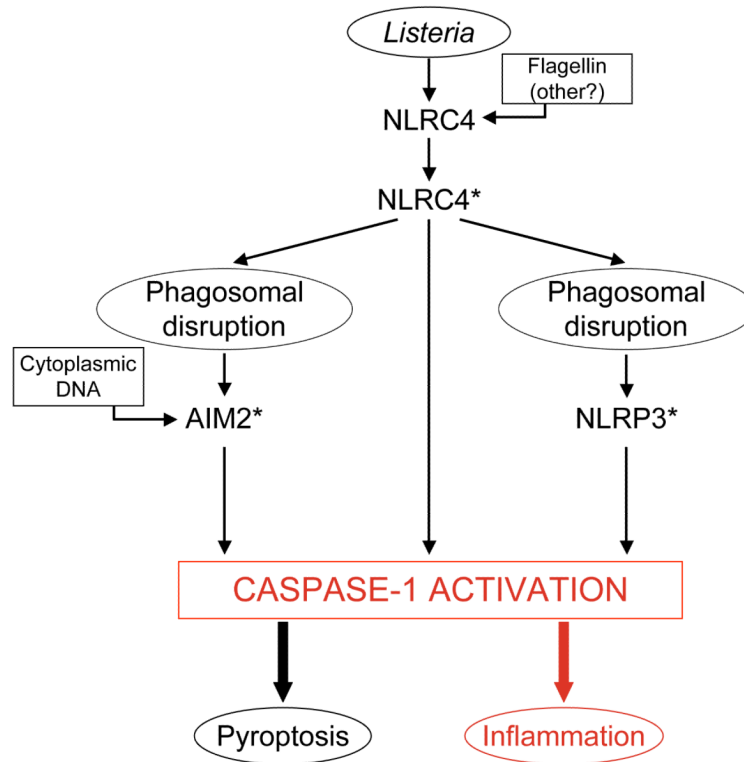 Listeria
Flagellin
(other?)
NLRC4
NLRC4*
Phagosomal
disruption
Phagosomal
disruption
Cytoplasmic
DNA
AIM2*
NLRP3*
CASPASE-1 ACTIVATION
Pyroptosis
Inflammation